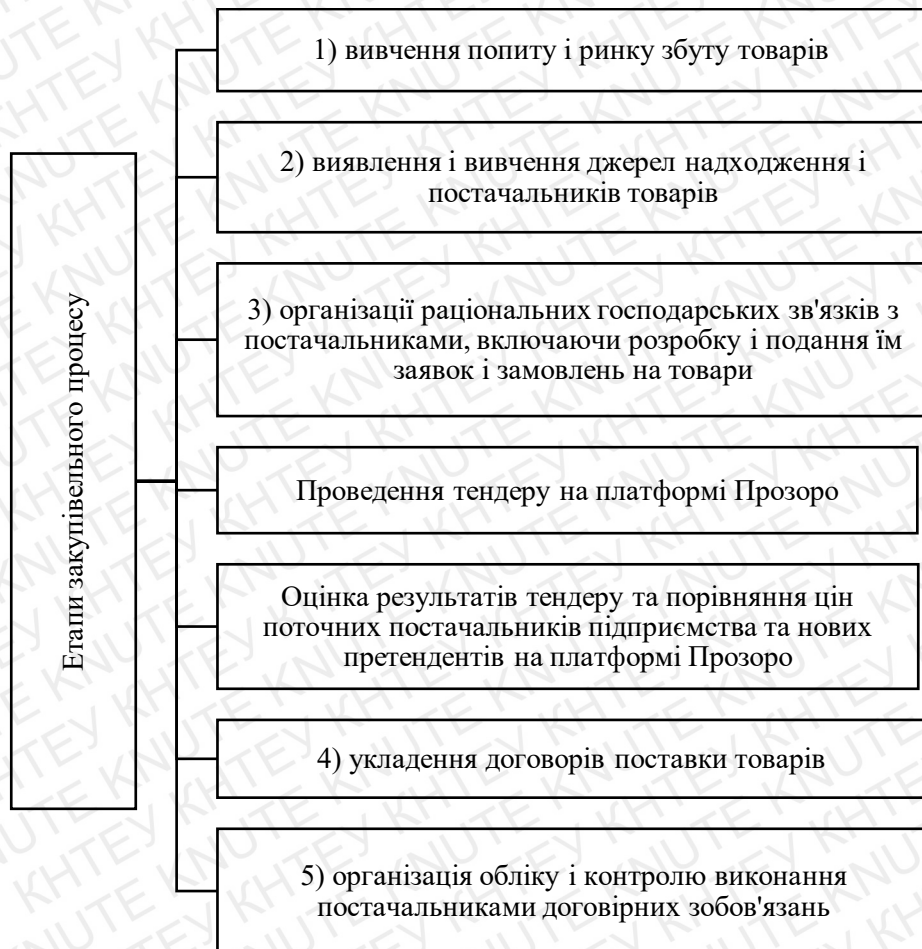 1) вивчення попиту і ринку збуту товарів
2) виявлення і вивчення джерел надходження і
постачальників товарів
3) організації раціональних господарських зв'язків з
постачальниками, включаючи розробку і подання їм
заявок і замовлень на товари
Етапи закупівельного процесу
Проведення тендеру на платформі Прозоро
Оцінка результатів тендеру та порівняння цін
поточних постачальників підприємства та нових
претендентів на платформі Прозоро
4) укладення договорів поставки товарів
5) організація обліку і контролю виконання
постачальниками договірних зобов'язань